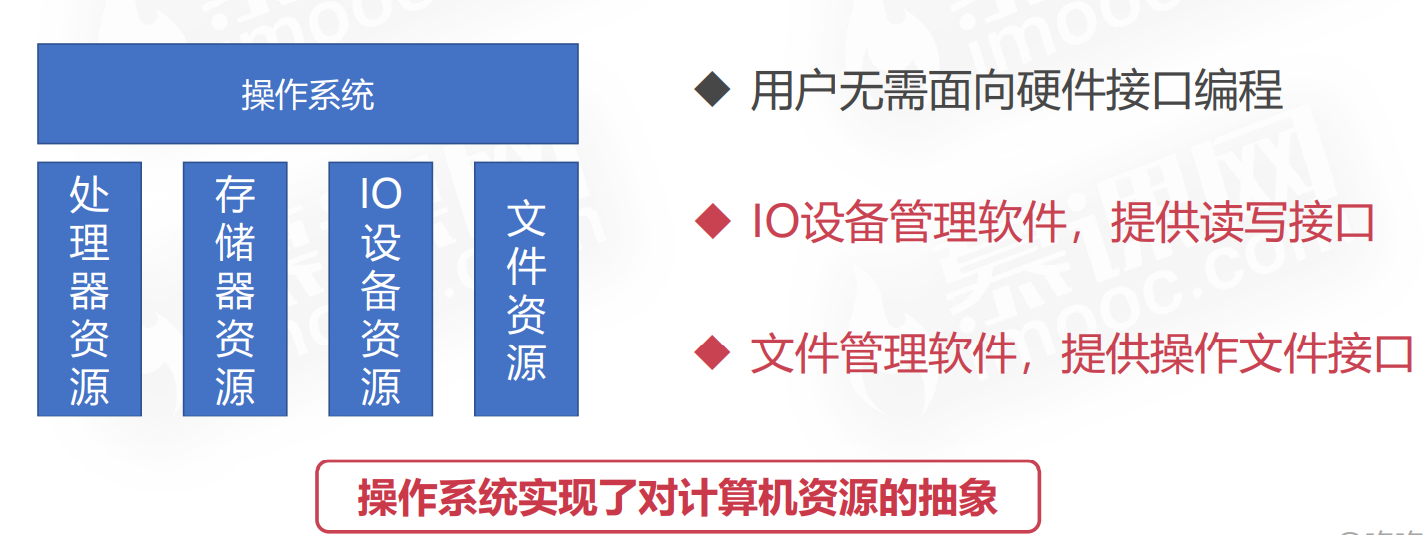 操作系统
处理器资源
存储器资源
IO设备资源
文件资源
◆ 用户无需面向硬件接口编程
◆ IO设备管理软件，提供读写接口
◆ 文件管理软件，提供操作文件接口
操作系统实现了对计算机资源的抽象
慕课网
imooc.com